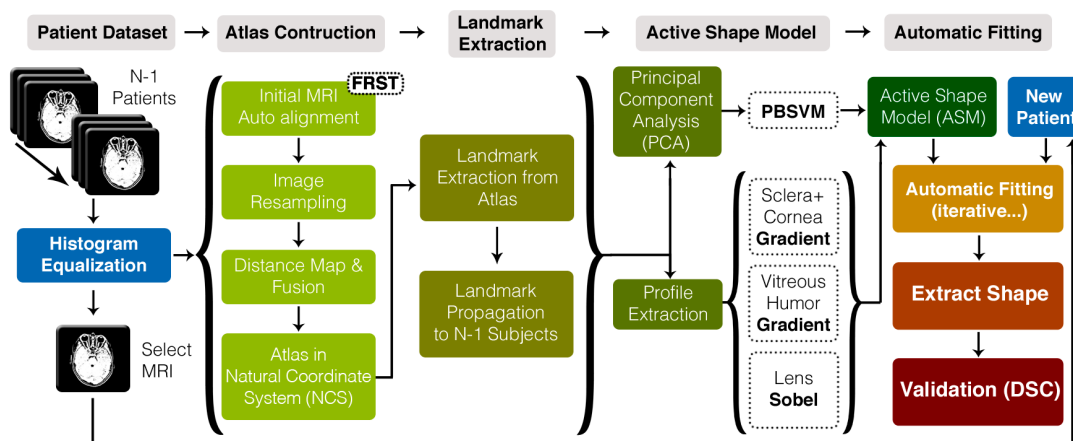 Patient Dataset
Atlas Contruction
Landmark
Extraction
Active Shape Model
Automatic Fitting
N-1
Patients
Histogram
Equalization
Select
MRI
FRST
Initial MRI
Auto alignment
Image
Resampling
Distance Map &
Fusion
Atlas in
Natural Coordinate
System (NCS)
Landmark
Extraction from
Atlas
Landmark
Propagation
to N-1 Subjects
Principal
Component
Analysis
(PCA)
PBSVM
Profile
Extraction
Sclera+
Cornea
Gradient
Vitreous
Humor
Gradient
Lens
Sobel
Active Shape
Model (ASM)
New
Patient
Automatic Fitting
(iterative...)
Extract Shape
Validation (DSC)